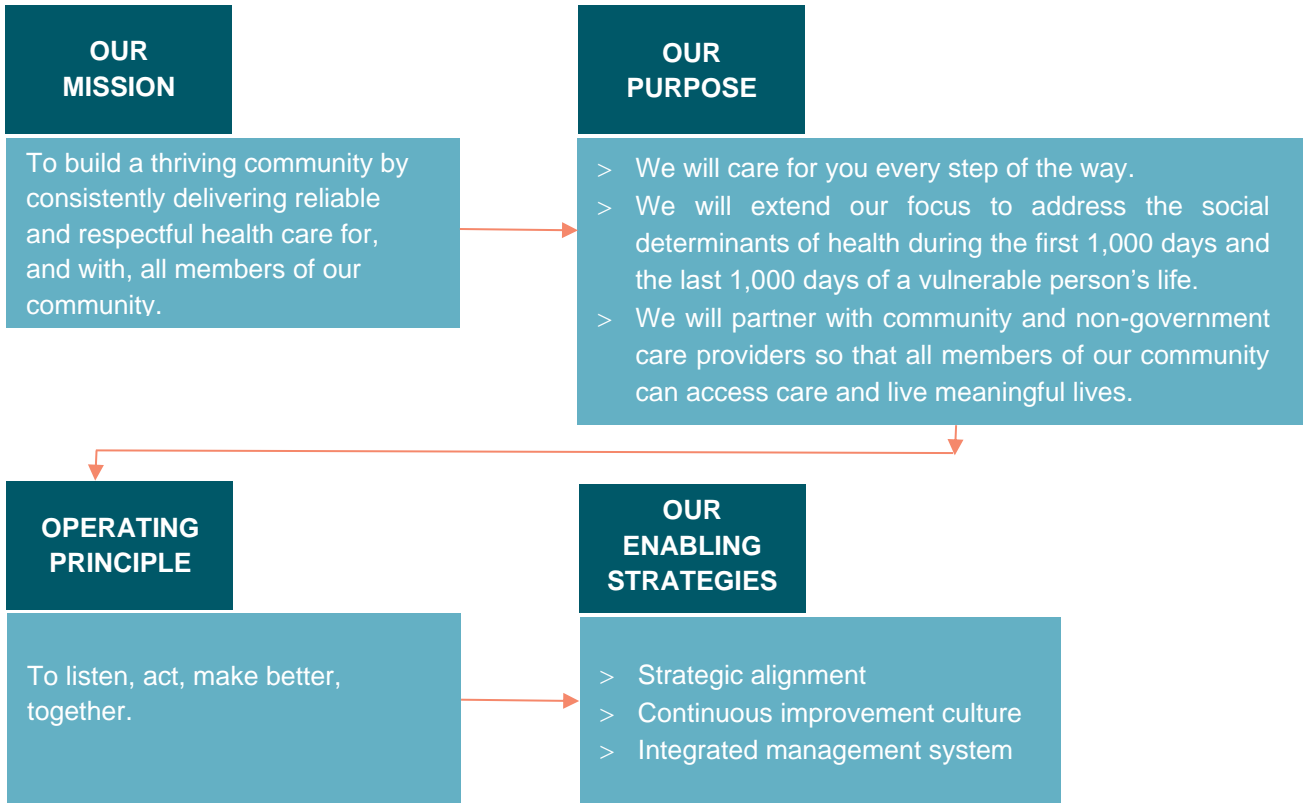 OUR
MISSION
To build a thriving community by
consistently delivering reliable
and respectful health care for,
and with, all members of our
community.
OUR
PURPOSE
> We will care for you every step of the way.
> We will extend our focus to address the social
determinants of health during the first 1,000 days and
the last 1,000 days of a vulnerable person’s life.
> We will partner with community and non-government
care providers so that all members of our community
can access care and live meaningful lives.
OPERATING
PRINCIPLE
To listen, act, make better,
together.
OUR
ENABLING
STRATEGIES
> Strategic alignment
> Continuous improvement culture
> Integrated management system